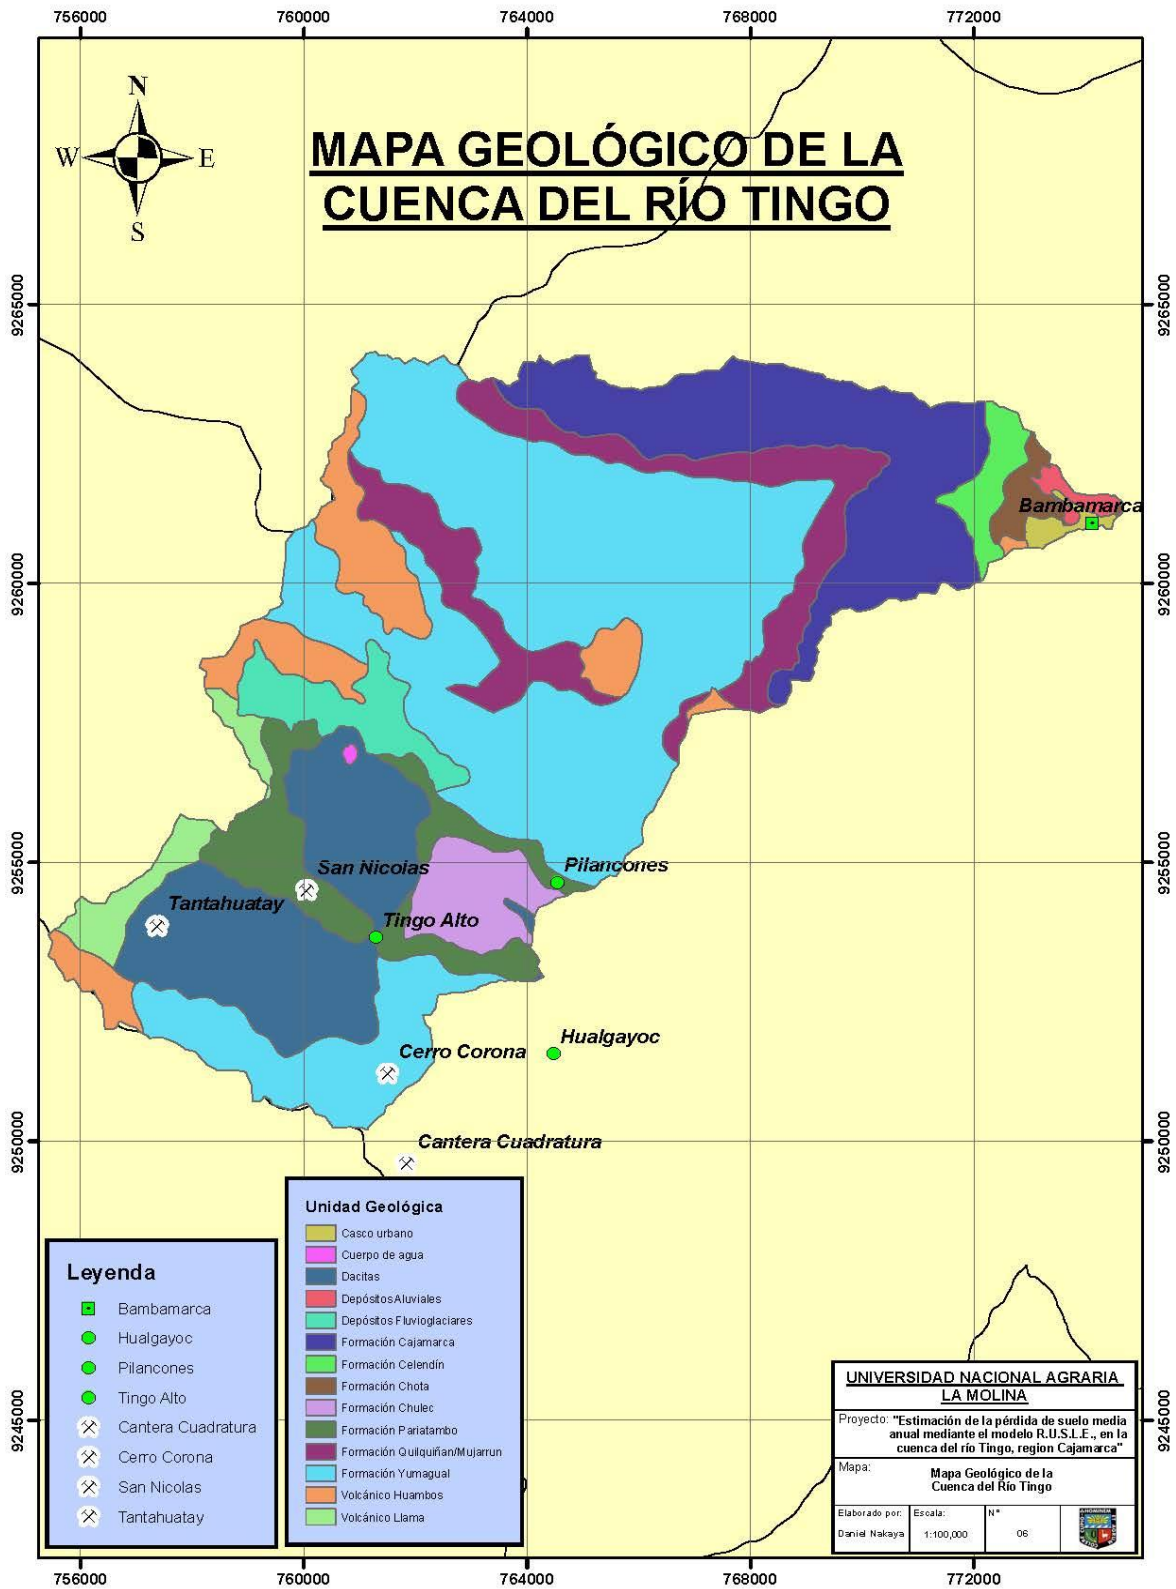 756000
760000
764000
768000
772000
N
W
E
S
MAPA GEOLÓGICO DE LA
CUENCA DEL RÍO TINGO
9265000
9265000
Bambamarca
9260000
9260000
9255000
9255000
San Nicolas
Pilancones
Tantahuatay
Tingo Alto
Hualgayoc
Cerro Corona
9250000
9250000
Cantera Cuadratura
Unidad Geológica
Casco urbano
Cuerpo de agua
Dacitas
Depósitos Aluviales
Depósitos Fluvioglaciares
Formación Cajamarca
Formación Celendín
Formación Chota
Formación Chulec
Formación Pariatambo
Formación Quilquiñan/Mujarrun
Formación Yumagual
Volcánico Huambos
Volcánico Llama
Leyenda
Bambamarca
Hualgayoc
Pilancones
Tingo Alto
Cantera Cuadratura
Cerro Corona
San Nicolas
Tantahuatay
9245000
9245000
UNIVERSIDAD NACIONAL AGRARIA
LA MOLINA
Proyecto: "Estimación de la pérdida de suelo media
anual mediante el modelo R.U.S.L.E., en la
cuenca del río Tingo, region Cajamarca"
Mapa: Mapa Geológico de la
Cuenca del Río Tingo
Elaborado por:
Daniel Nakaya
Escala:
1:100,000
N°
06
756000
760000
764000
768000
772000